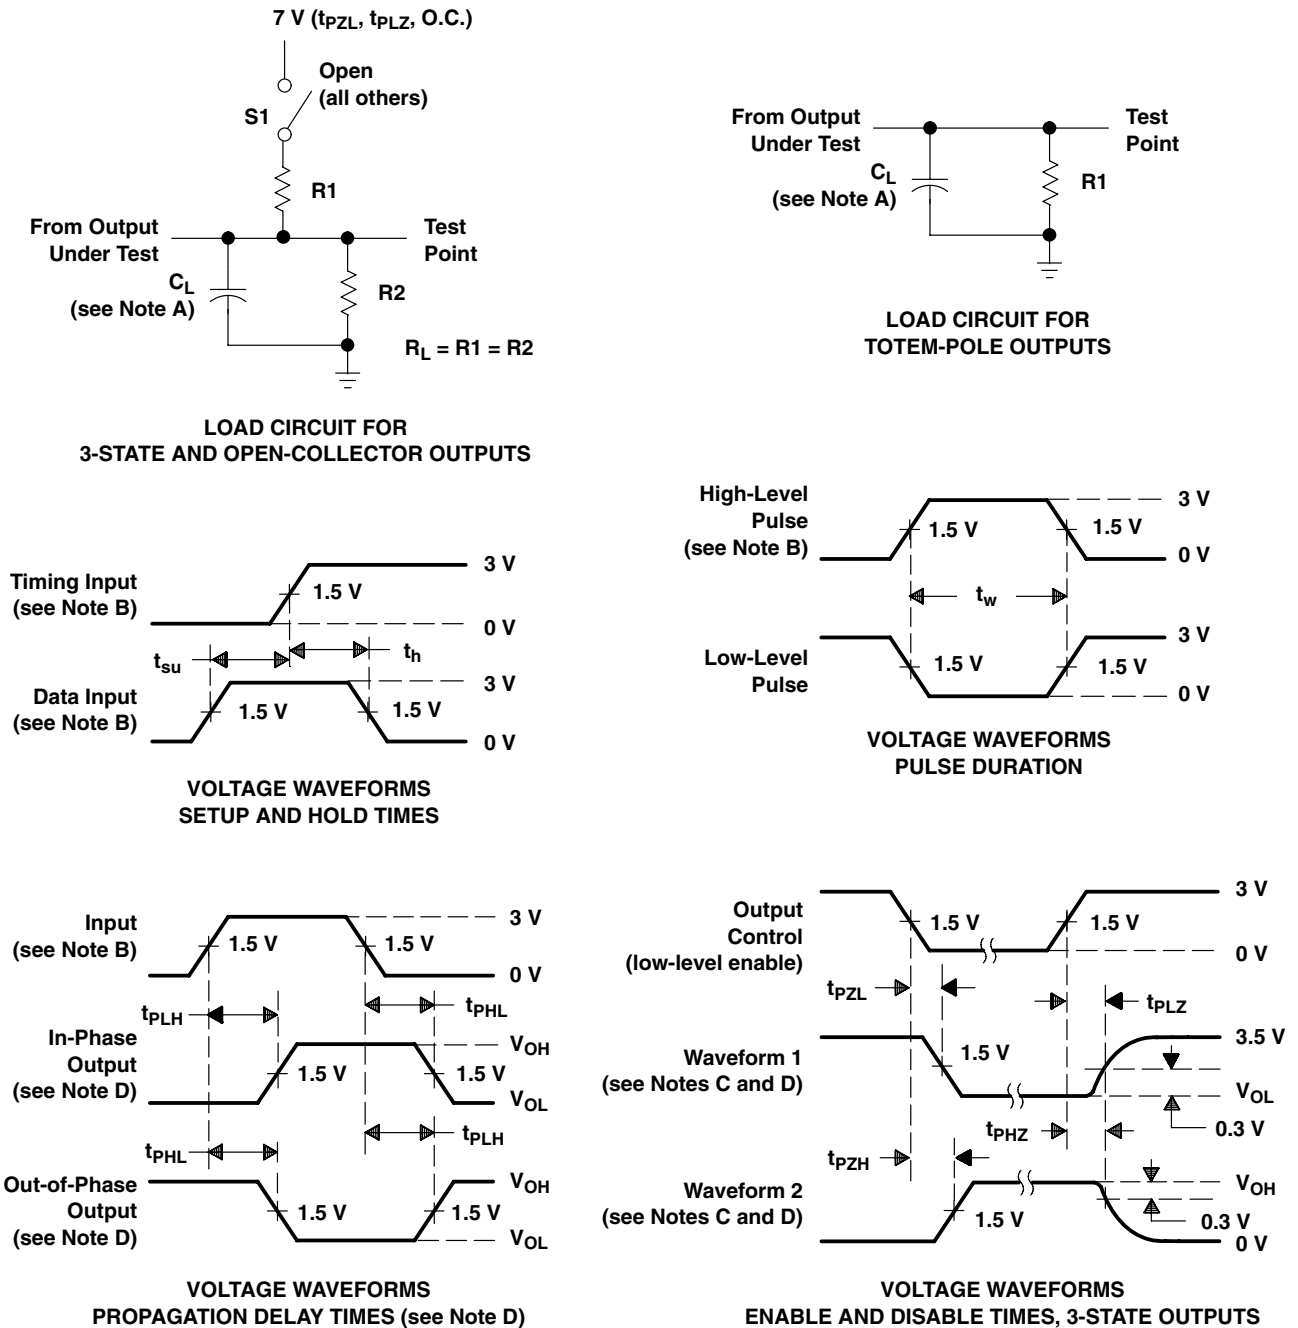 7 V (tPZL, tPLZ, O.C.)
Open
(all others)
S1
R1
From Output
Under Test
Test
Point
CL
(see Note A)
R2
RL = R1 = R2
LOAD CIRCUIT FOR
3-STATE AND OPEN-COLLECTOR OUTPUTS
From Output
Under Test
Test
Point
CL
(see Note A)
R1
LOAD CIRCUIT FOR
TOTEM-POLE OUTPUTS
Timing Input
(see Note B)
1.5 V
3 V
0 V
tsu
th
Data Input
(see Note B)
1.5 V
1.5 V
3 V
0 V
VOLTAGE WAVEFORMS
SETUP AND HOLD TIMES
High-Level
Pulse
(see Note B)
1.5 V
1.5 V
3 V
0 V
tw
Low-Level
Pulse
1.5 V
1.5 V
3 V
0 V
VOLTAGE WAVEFORMS
PULSE DURATION
Input
(see Note B)
1.5 V
1.5 V
3 V
0 V
tPLH
tPHL
In-Phase
Output
(see Note D)
1.5 V
1.5 V
VOH
VOL
tPHL
tPLH
Out-of-Phase
Output
(see Note D)
1.5 V
1.5 V
VOH
VOL
VOLTAGE WAVEFORMS
PROPAGATION DELAY TIMES (see Note D)
Output
Control
(low-level enable)
1.5 V
1.5 V
3 V
0 V
tPZL
tPLZ
Waveform 1
(see Notes C and D)
1.5 V
3.5 V
VOL
0.3 V
tPHZ
tPZH
Waveform 2
(see Notes C and D)
1.5 V
VOH
0.3 V
0 V
VOLTAGE WAVEFORMS
ENABLE AND DISABLE TIMES, 3-STATE OUTPUTS